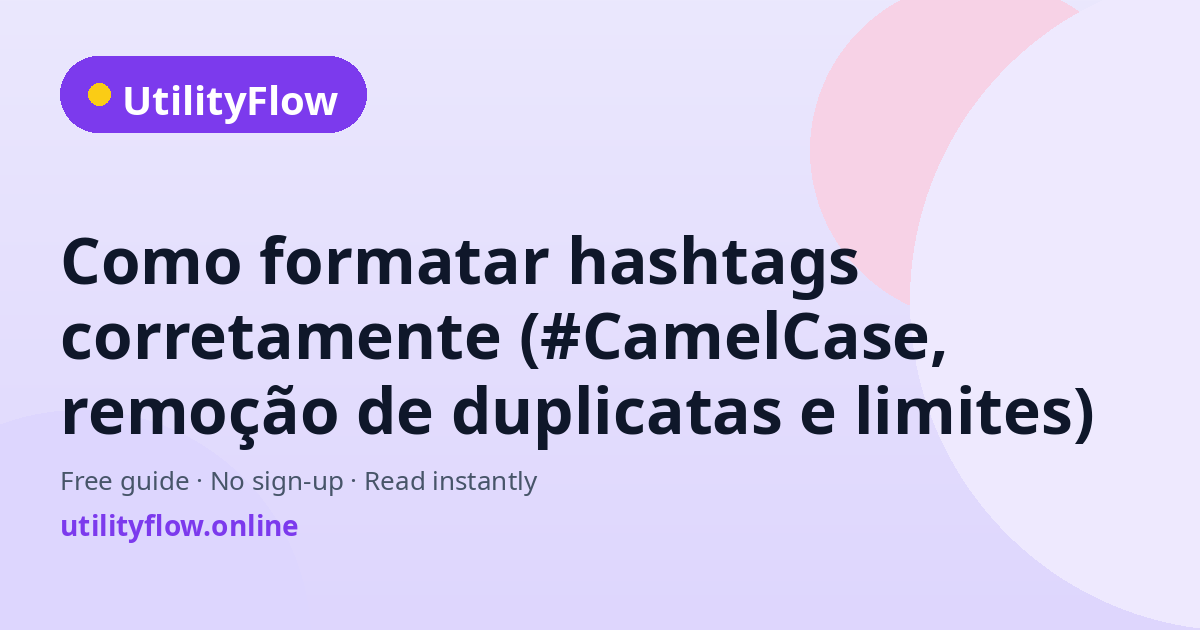 UtilityFlow
Como formatar hashtags
corretamente (#CamelCase,
remoção de duplicatas e limites)
Free guide · No sign-up · Read instantly
utilityflow.online